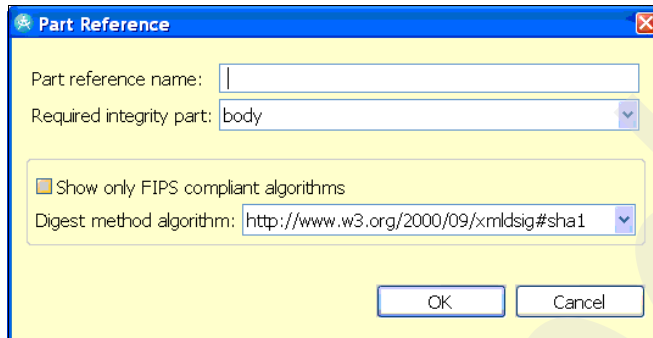 Part Reference
Part reference name:
Required integrity part: body
Show only FIPS compliant algorithms
Digest method algorithm: http://www.w3.org/2000/09/xmldsig#sha1
OK Cancel